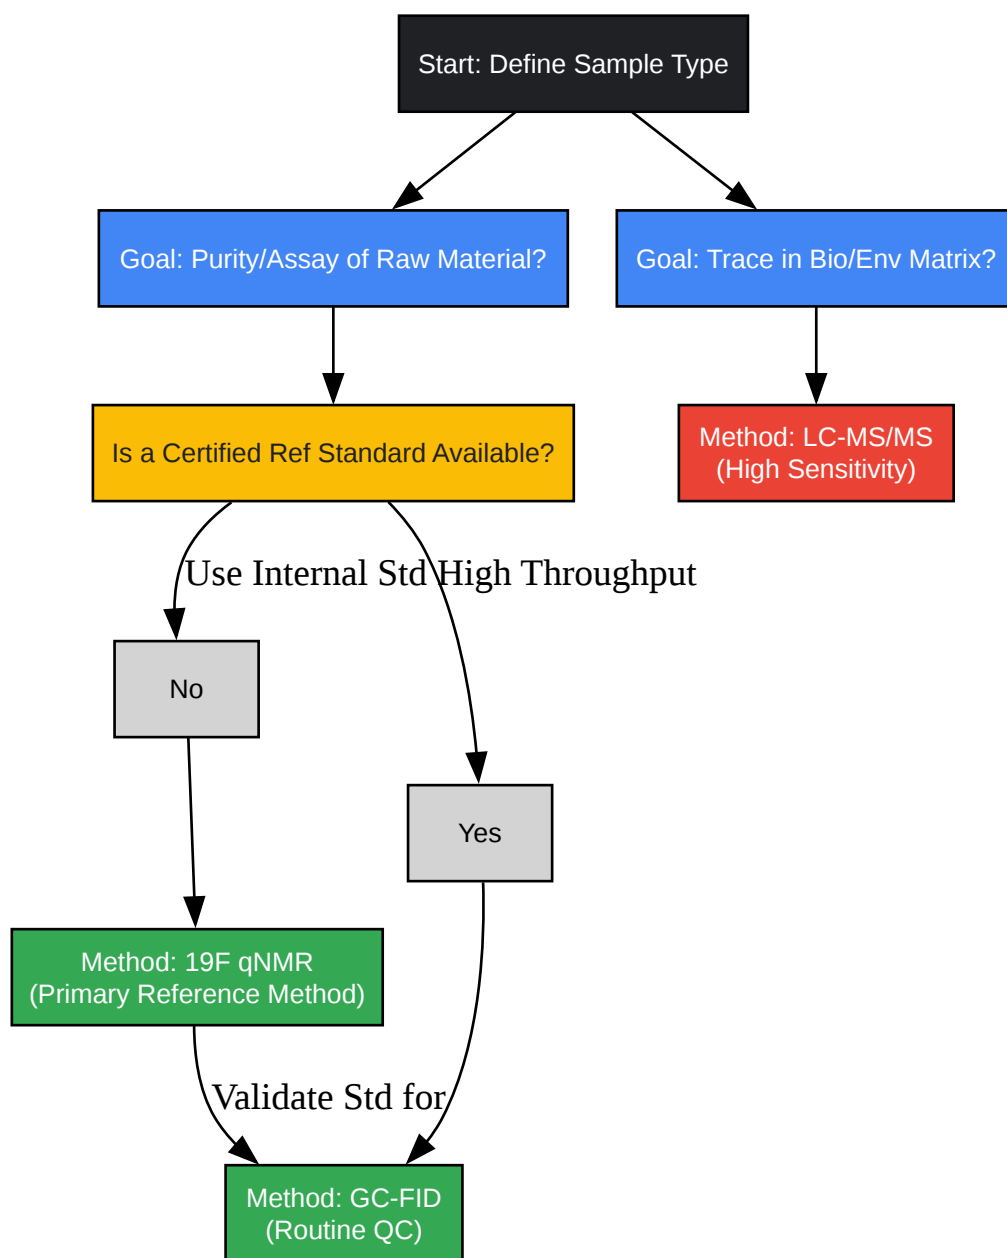 Start: Define Sample Type
Goal: Purity/Assay of Raw Material?
Goal: Trace in Bio/Env Matrix?
Is a Certified Ref Standard Available?
Method: LC-MS/MS
(High Sensitivity)
Use Internal Std
High Throughput
No
Yes
Method: 19F qNMR
(Primary Reference Method)
Validate Std for
Method: GC-FID
(Routine QC)